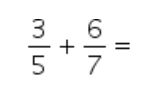 3/5 + 6/7 =